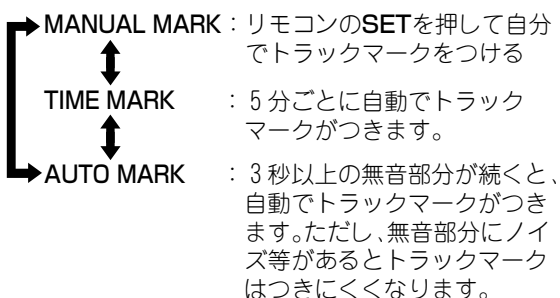 MANUAL MARK：リモコンのSETを押して自分
でトラックマークをつける
TIME MARK ：5分ごとに自動でトラック
マークがつきます。
AUTO MARK ：3秒以上の無音部分が続くと、
自動でトラックマークがつき
ます。ただし、無音部分にノイ
ズ等があるとトラックマーク
はつきにくくなります。